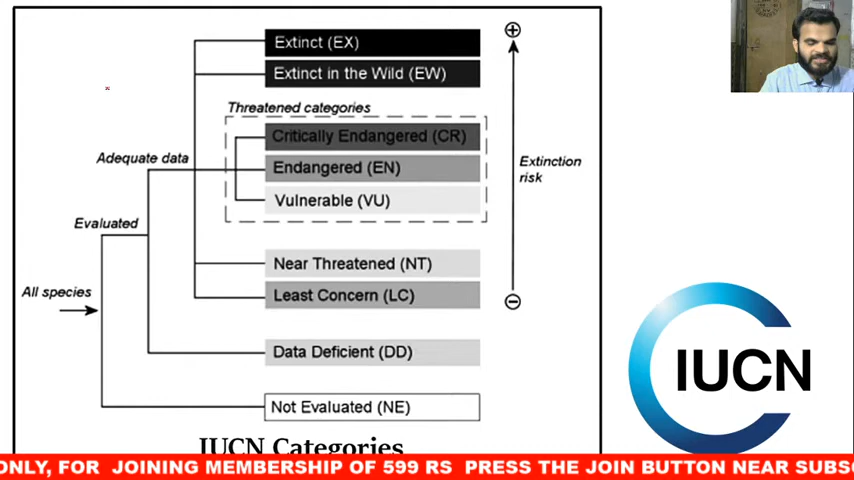 Extinct (EX)
Extinct in the Wild (EW)
Threatened categories
Critically Endangered (CR)
Adequate data
Endangered (EN)
Extinction
risk
Vulnerable (VU)
Evaluated
Near Threatened (NT)
All species
Least Concern (LC)
Data Deficient (DD)
IUCN
Not Evaluated (NE)
IUCN Categories
ONLY, FOR JOINING MEMBERSHIP OF 599 RS PRESS THE JOIN BUTTON NEAR SUBSC